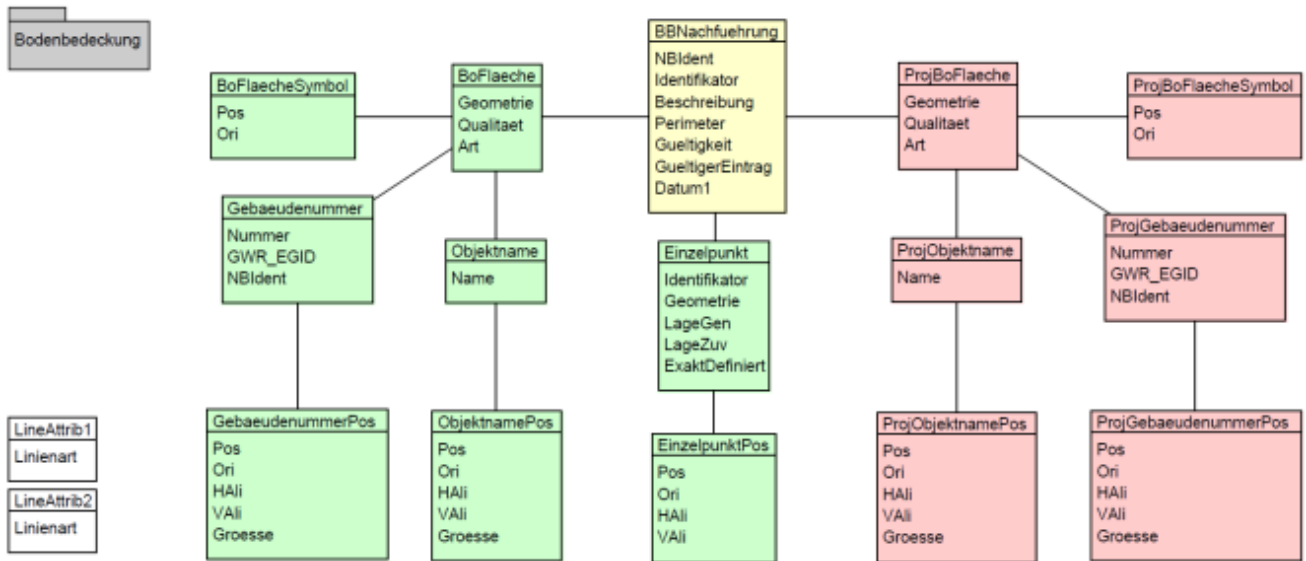 Bodenbedeckung
BoFlaecheSymbol
Pos
Ori
BoFlaeche
Geometrie
Qualitaet
Art
BBNachfuehrung
NBIdent
Identifikator
Beschreibung
Perimeter
Gueltigkeit
GueltigerEintrag
Datum1
ProjBoFlaeche
Geometrie
Qualitaet
Art
ProjBoFlaecheSymbol
Pos
Ori
Gebaeudenummer
Nummer
GWR_EGID
NBIdent
Objektname
Name
Einzelpunkt
Identifikator
Geometrie
LageGen
LageZuv
ExaktDefiniert
ProjObjektname
Name
ProjGebaeudenummer
Nummer
GWR_EGID
NBIdent
LineAttrib1
Linienart
LineAttrib2
Linienart
GebaeudenummerPos
Pos
Ori
HAli
VAli
Groesse
ObjektnamePos
Pos
Ori
HAli
VAli
Groesse
EinzelpunktPos
Pos
Ori
HAli
VAli
ProjObjektnamePos
Pos
Ori
HAli
VAli
Groesse
ProjGebaeudenummerPos
Pos
Ori
HAli
VAli
Groesse